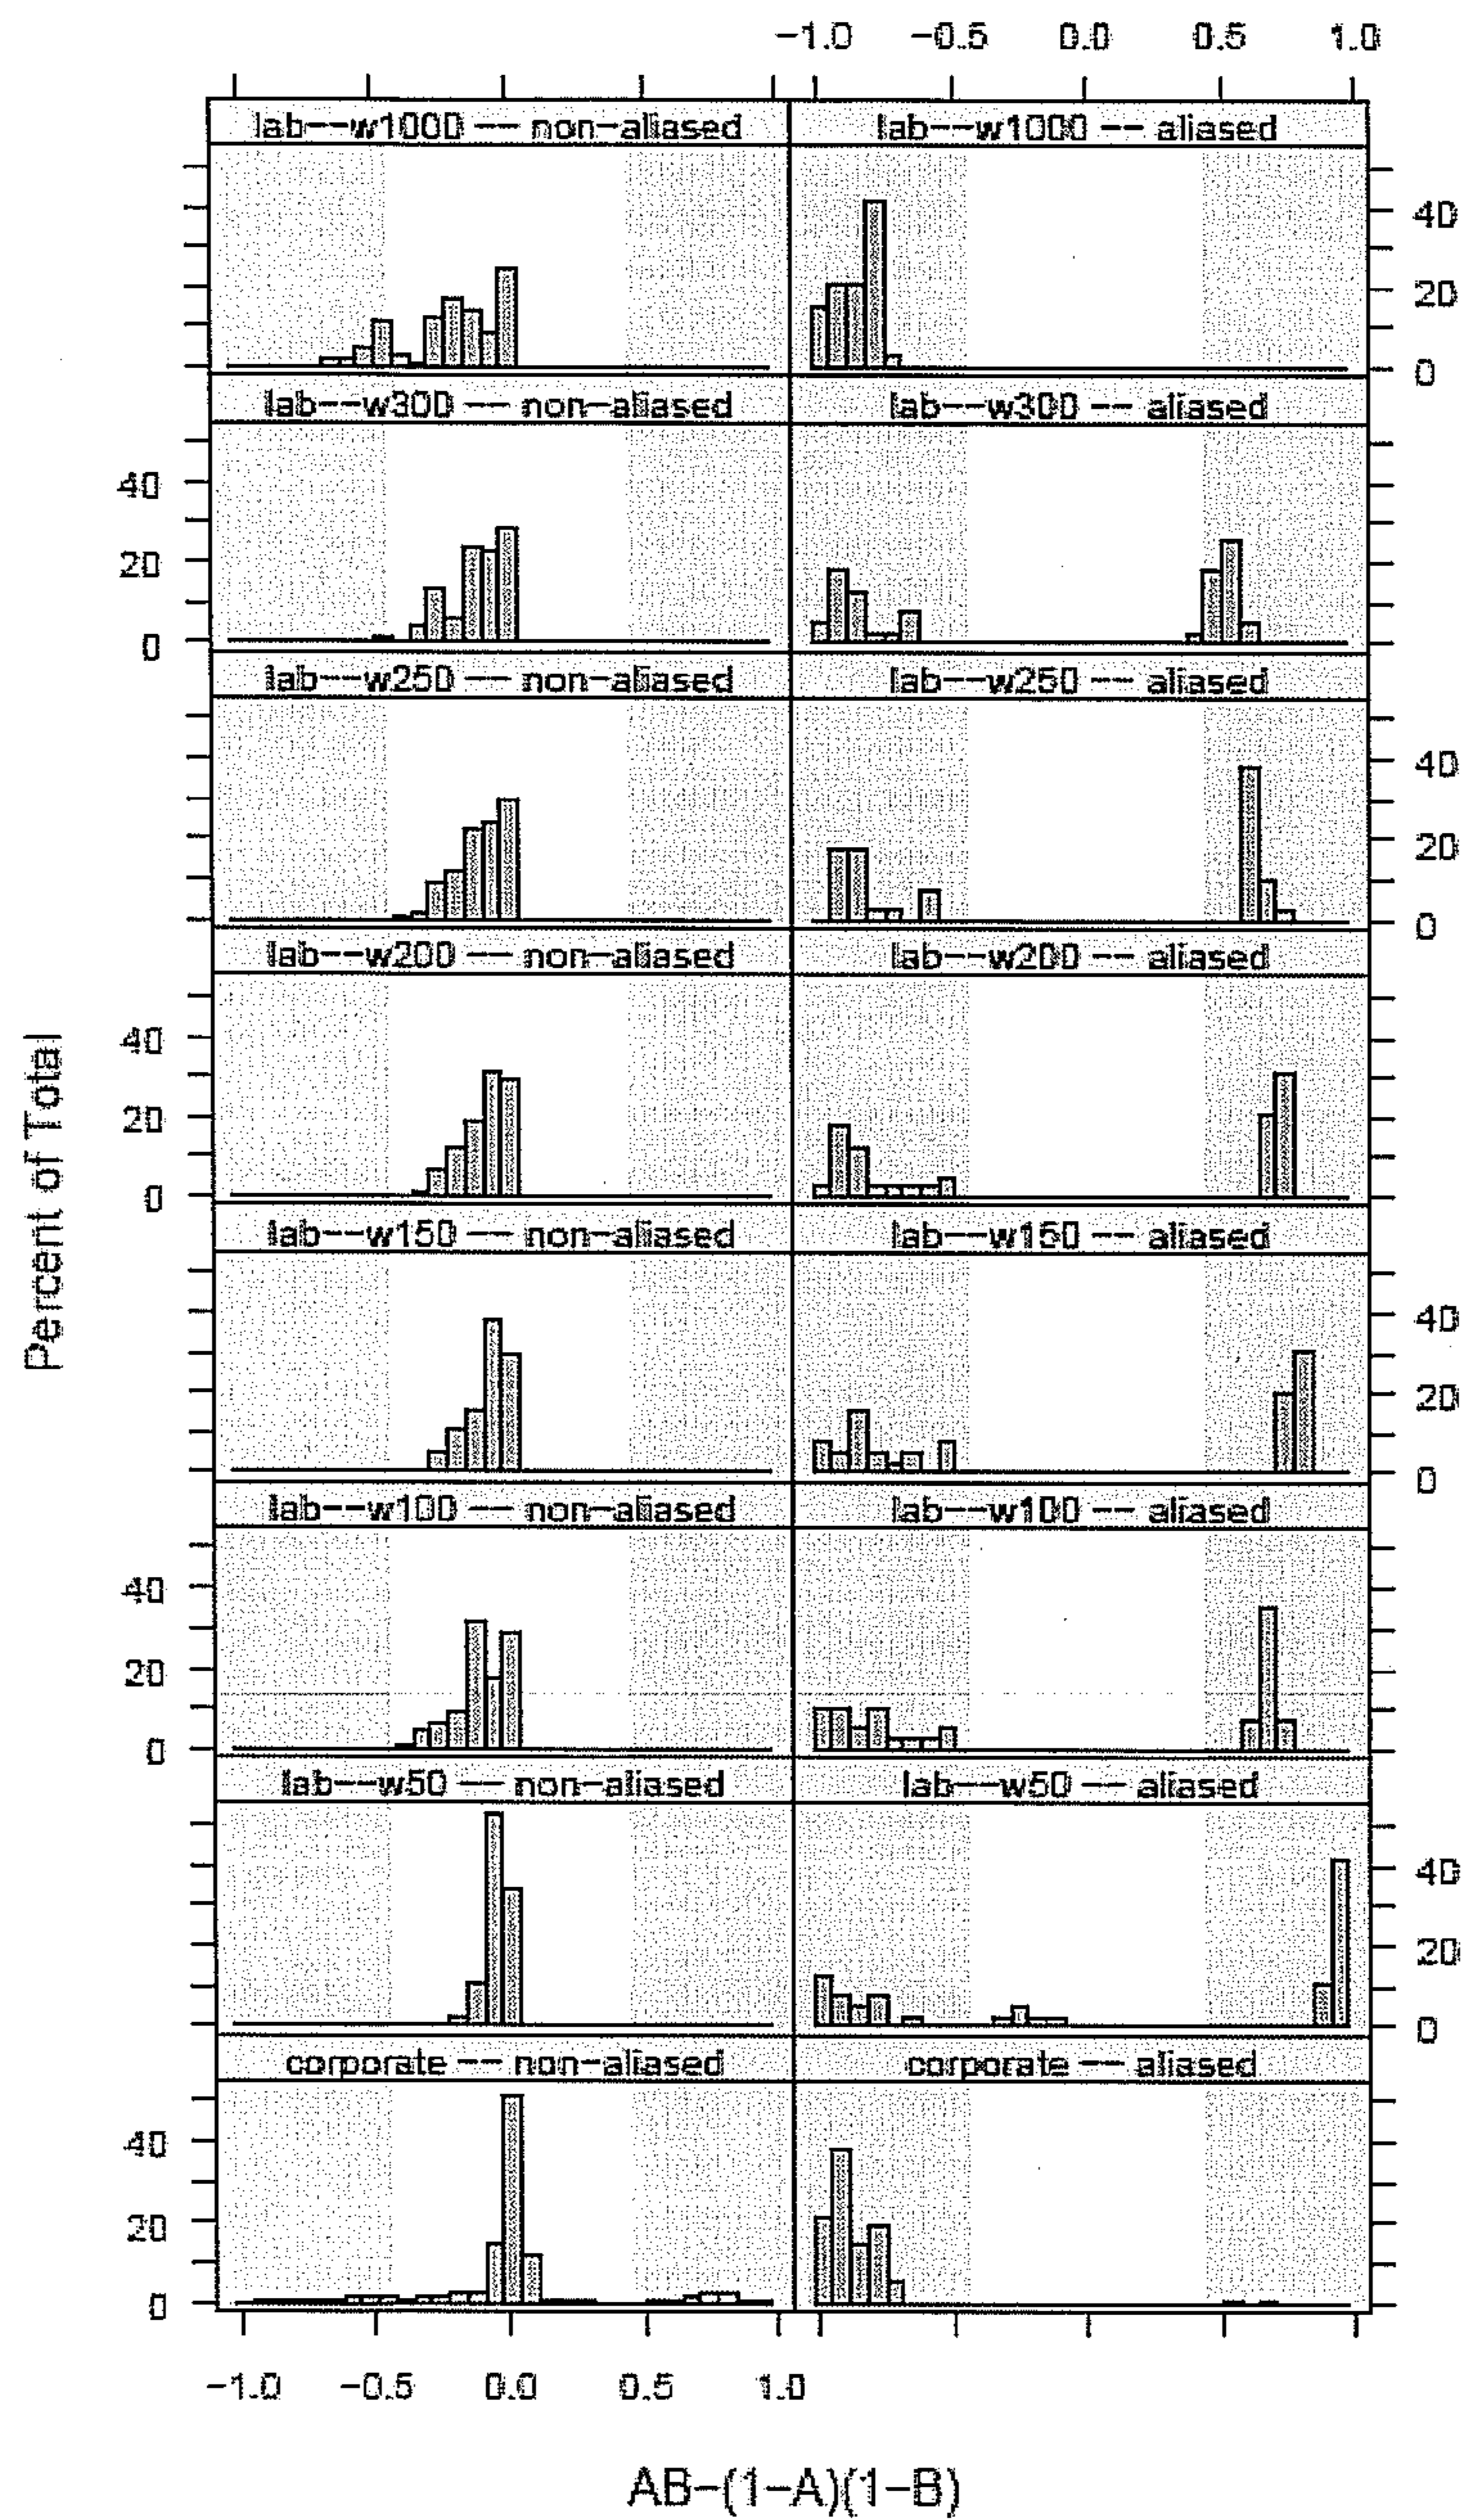 −1.0 −0.5 0.0 0.5 1.0
lab−−w1000 −− non−aliased lab−−w1000 −− aliased
40
20
0
lab−−w300 −− non−aliased lab−−w300 −− aliased
40
20
0
lab−−w250 −− non−aliased lab−−w250 −− aliased
40
20
0
lab−−w200 −− non−aliased lab−−w200 −− aliased
40
20
0
Percent of Total
lab−−w150 −− non−aliased lab−−w150 −− aliased
40
20
0
lab−−w100 −− non−aliased lab−−w100 −− aliased
40
20
0
lab−−w50 −− non−aliased lab−−w50 −− aliased
40
20
0
corporate −− non−aliased corporate −− aliased
40
20
0
−1.0 −0.5 0.0 0.5 1.0
AB−(1−A)(1−B)